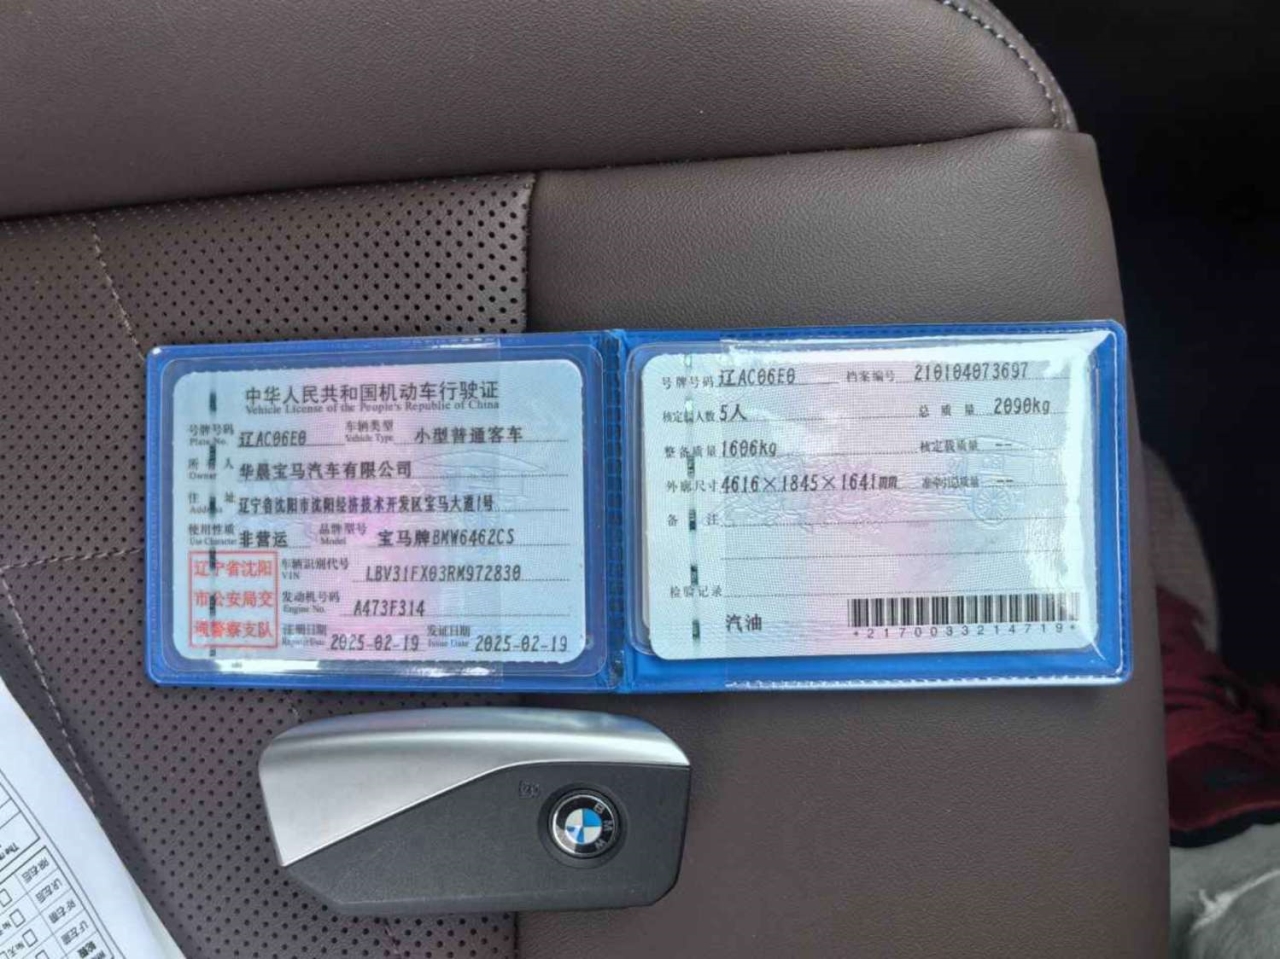 中华人民共和国机动车行驶证
Vehicle License of the People's Republic of China
号牌号码 辽AC06E0 车辆类型 小型普通客车
Plate No. Vehicle Type
所有人 华晨宝马汽车有限公司
Owner
住址 辽宁省沈阳市沈阳经济技术开发区宝马大道1号
Address
使用性质 非营运 品牌型号 宝马牌BMW6462CS
Use Character Model
辽宁省沈阳
市公安局交
通警察支队
车辆识别代号 LBV31FX03RM972830
VIN
发动机号码 A473F314
Engine No.
注册日期 2025-02-19 发证日期 2025-02-19
Register Date Issue Date
号牌号码 辽AC06E0 档案编号 210104073697
核定载人数 5人 总质量 2090kg
整备质量 1606kg 核定载质量 --
外廓尺寸 4616×1845×1641mm 准牵引总质量 --
备注
检验记录
汽油
*2170033214719*
BMW